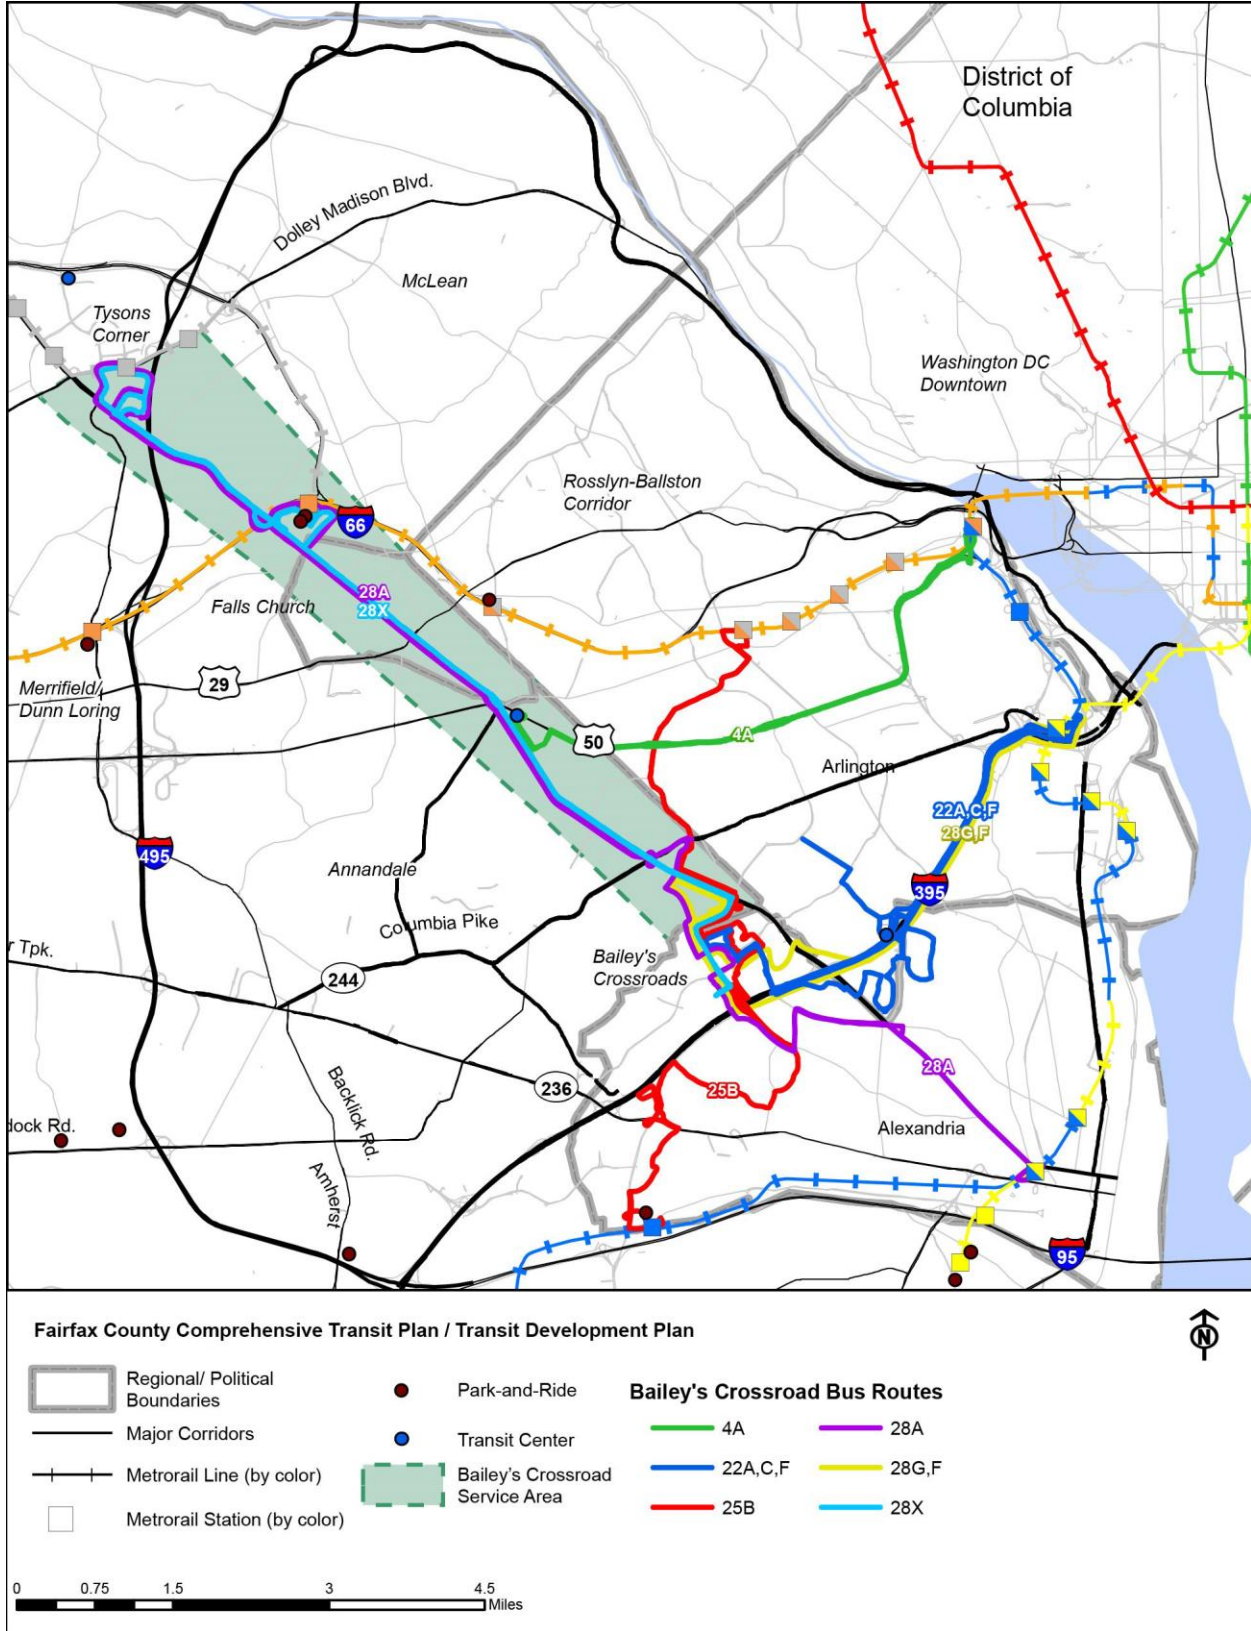 District of
Columbia
Dolley Madison Blvd.
McLean
Tysons
Corner
Washington DC
Downtown
Rosslyn-Ballston
Corridor
66
28A
28X
Falls Church
29
Merrifield/
Dunn Loring
50
4A
Arlington
22A,C,F
28G,F
495
395
Annandale
Columbia Pike
r Tpk.
244
Bailey's
Crossroads
28A
236
25B
Backlick Rd.
dock Rd.
Alexandria
Amherst
95
Fairfax County Comprehensive Transit Plan / Transit Development Plan
N
Regional/ Political
Boundaries
Major Corridors
Metrorail Line (by color)
Metrorail Station (by color)
Park-and-Ride
Transit Center
Bailey's Crossroad
Service Area
Bailey's Crossroad Bus Routes
4A
28A
22A,C,F
28G,F
25B
28X
0 0.75 1.5 3 4.5
Miles